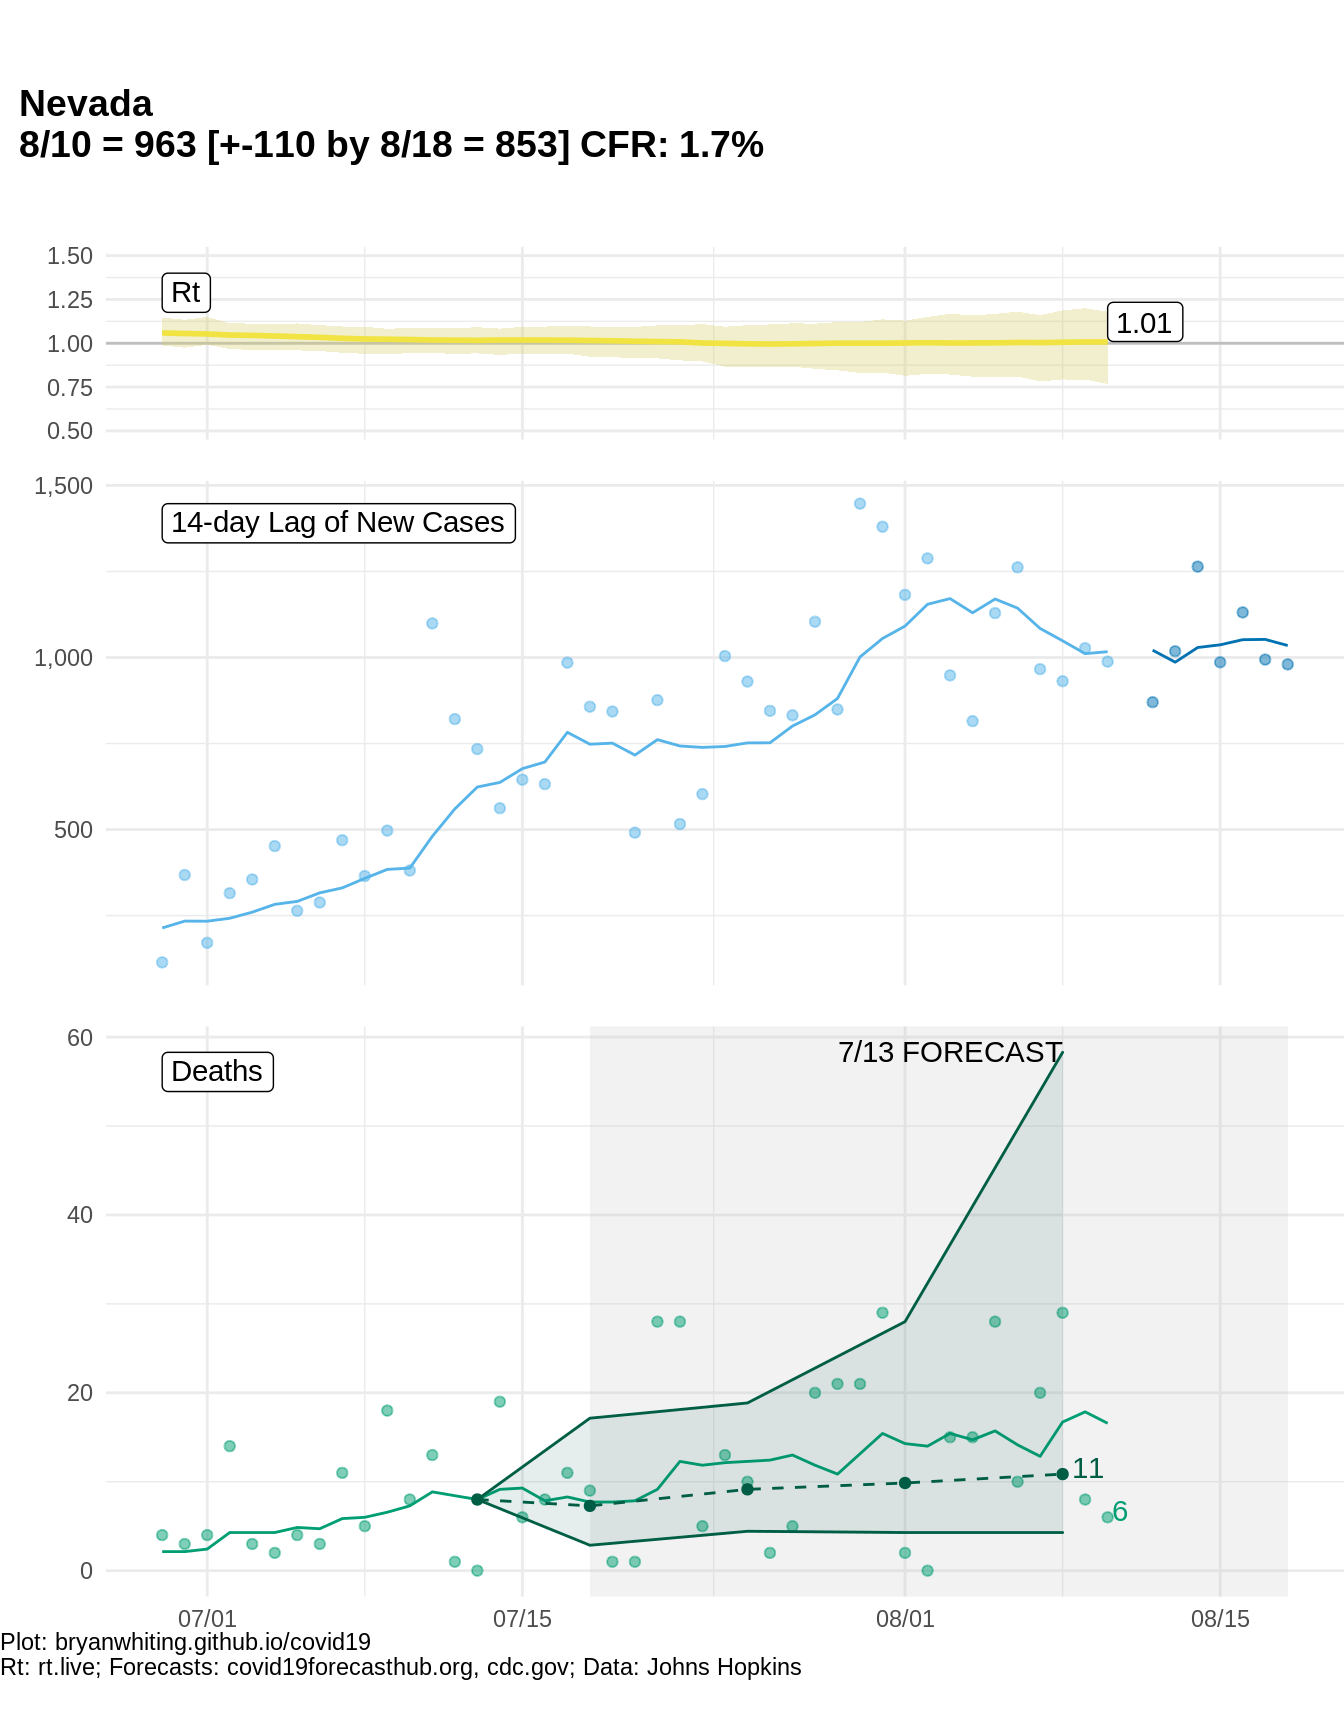 Nevada
8/10 = 963 [+-110 by 8/18 = 853] CFR: 1.7%
1.50
Rt
1.25
1.01
1.00
0.75
0.50
1,500
14-day Lag of New Cases
1,000
500
60
7/13 FORECAST
Deaths
40
20
11
6
0
07/01 07/15 08/01 08/15
Plot: bryanwhiting.github.io/covid19
Rt: rt.live; Forecasts: covid19forecasthub.org, cdc.gov; Data: Johns Hopkins